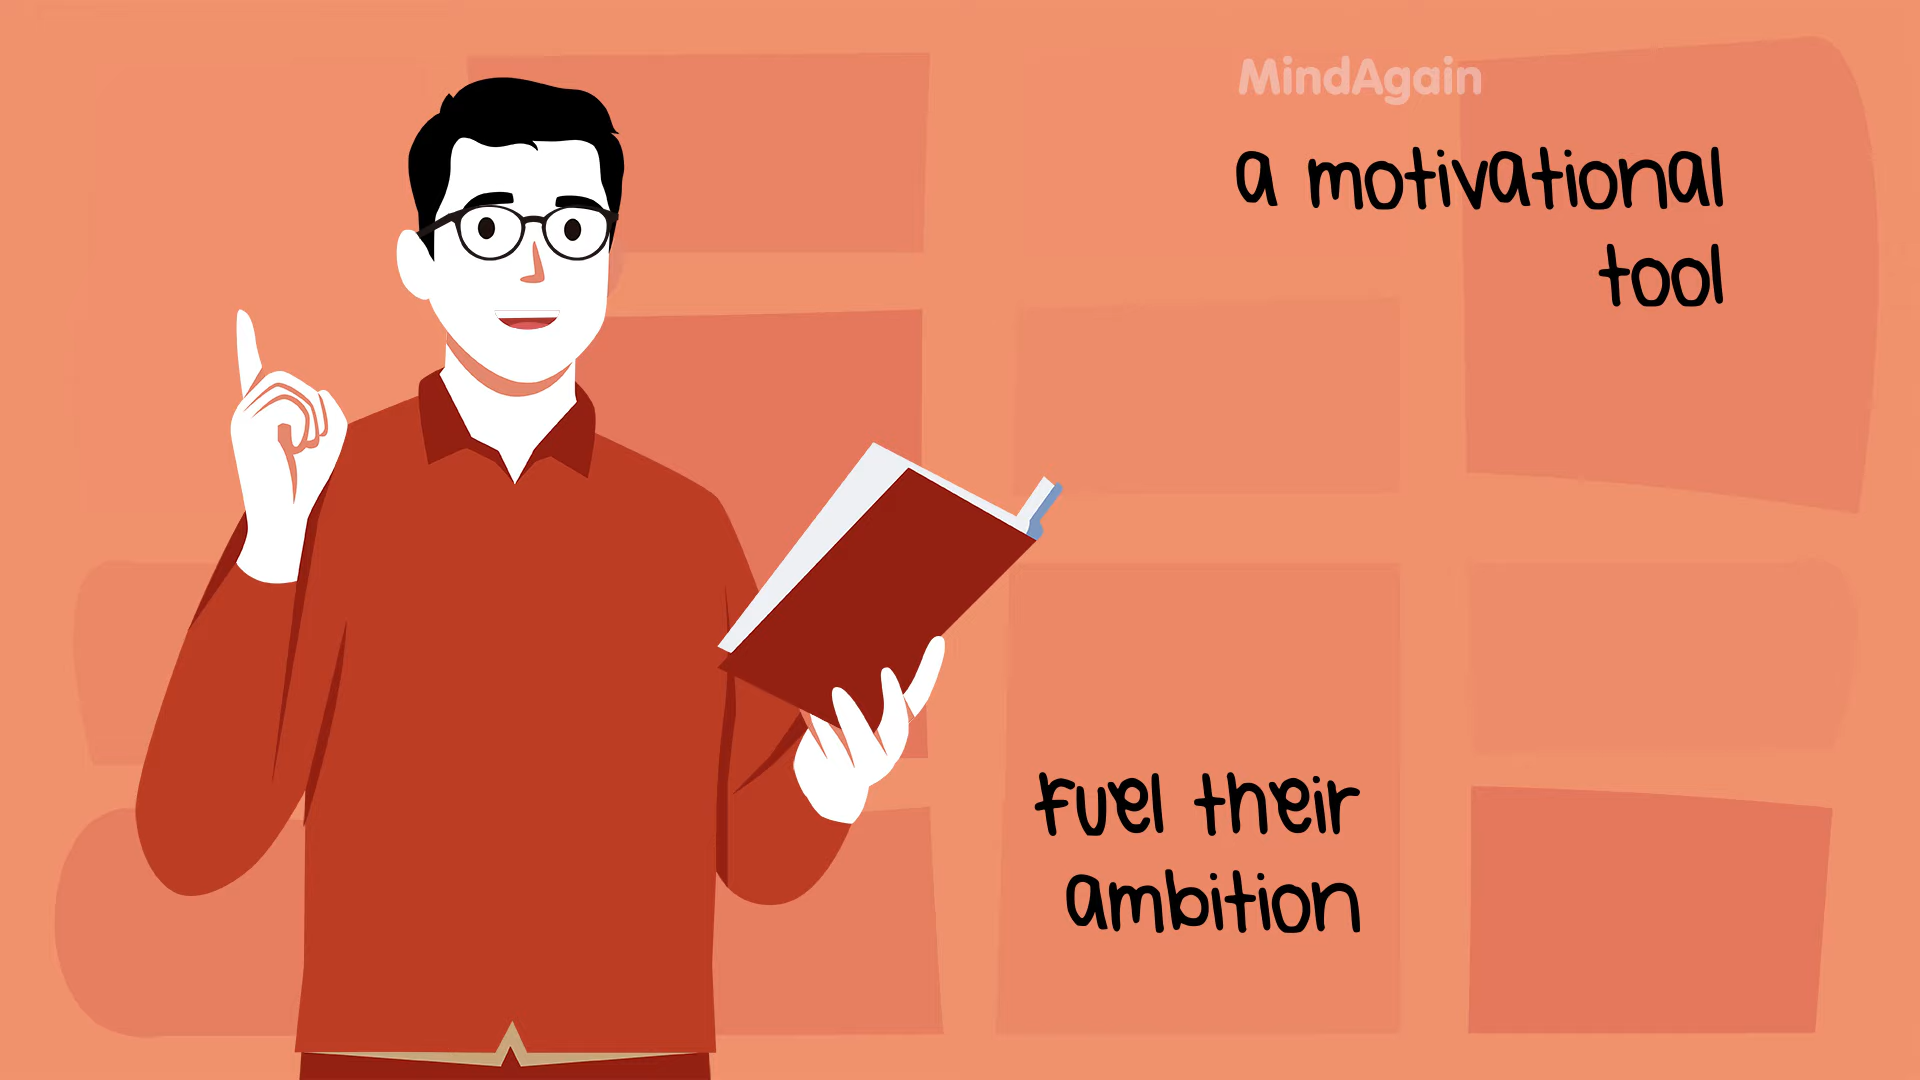 MindAgain
a motivational
tool
fuel their
ambition